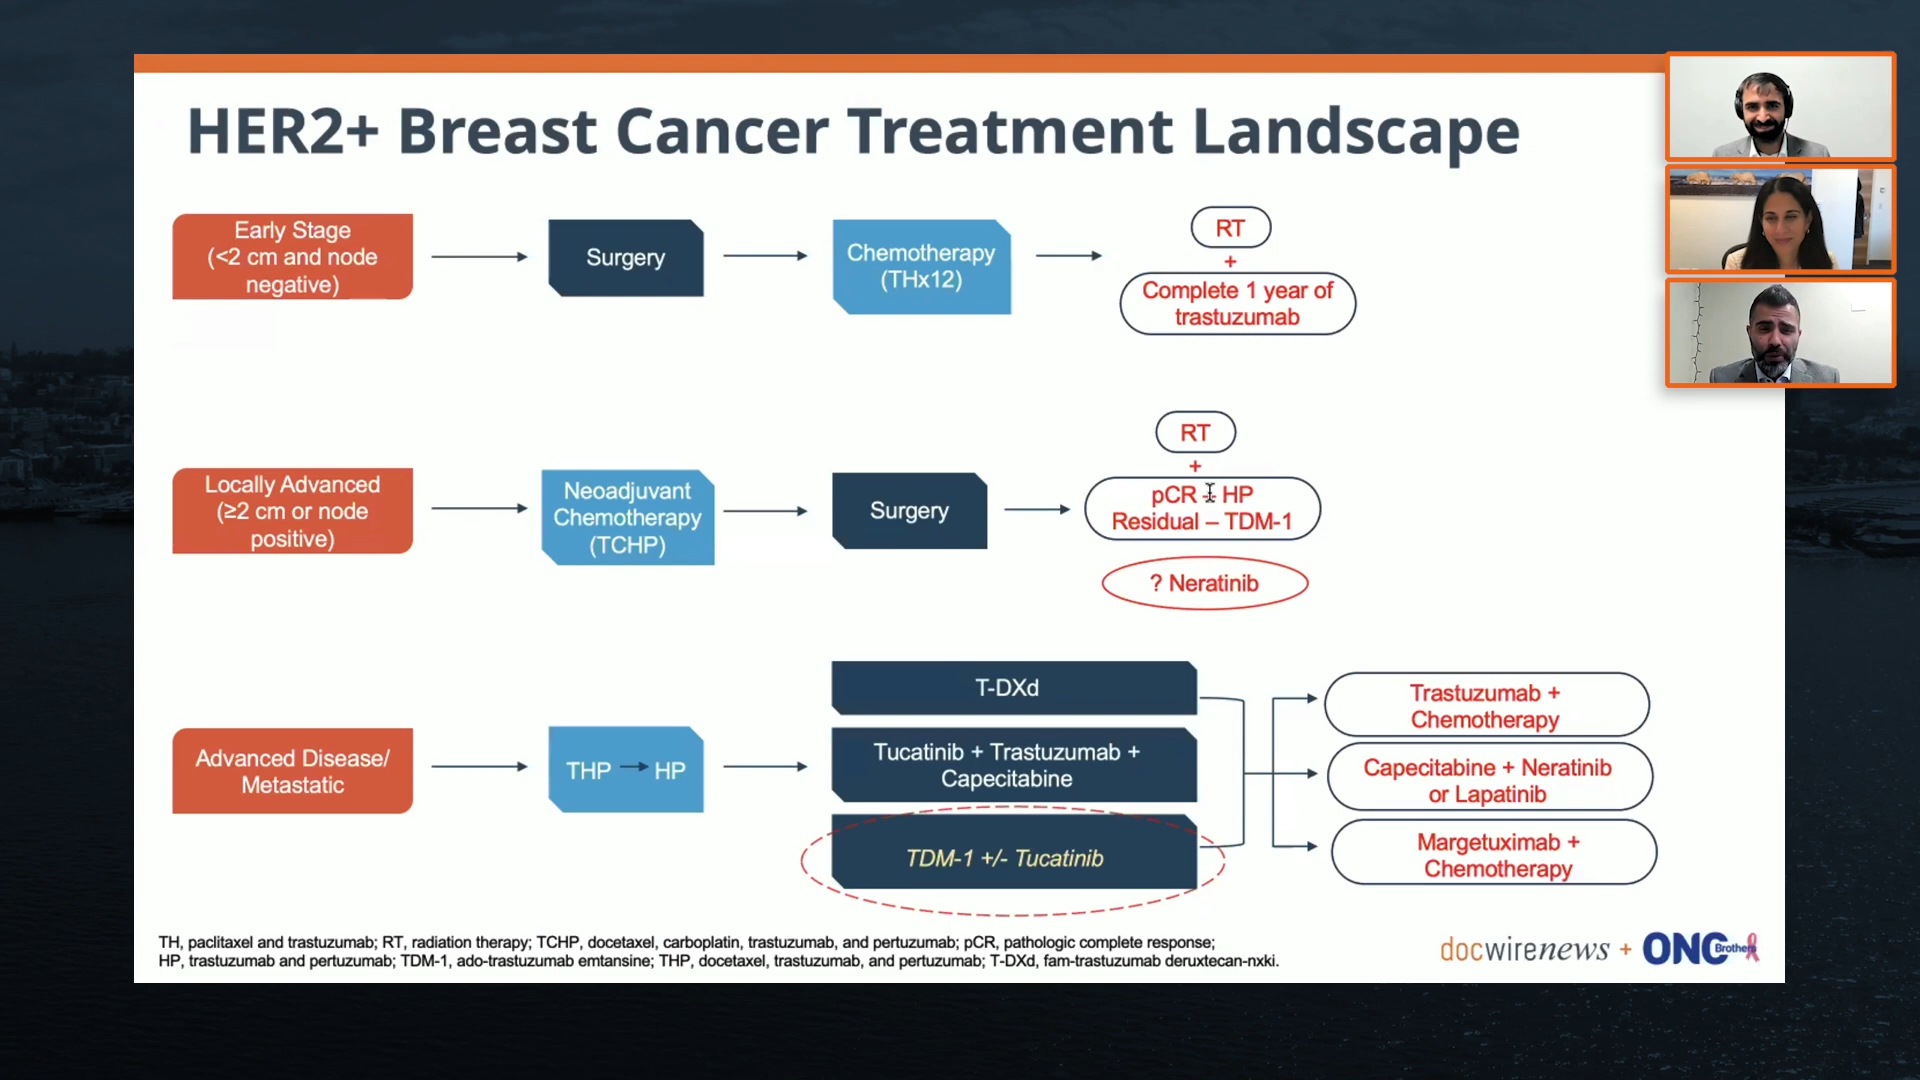 HER2+ Breast Cancer Treatment Landscape
Early Stage
(<2 cm and node
negative)
Surgery
Chemotherapy
(THx12)
RT
+
Complete 1 year of
trastuzumab
Locally Advanced
(≥2 cm or node
positive)
Neoadjuvant
Chemotherapy
(TCHP)
Surgery
RT
+
pCR – HP
Residual – TDM-1
? Neratinib
Advanced Disease/
Metastatic
THP → HP
T-DXd
Tucatinib + Trastuzumab +
Capecitabine
TDM-1 +/- Tucatinib
Trastuzumab +
Chemotherapy
Capecitabine + Neratinib
or Lapatinib
Margetuximab +
Chemotherapy
TH, paclitaxel and trastuzumab; RT, radiation therapy; TCHP, docetaxel, carboplatin, trastuzumab, and pertuzumab; pCR, pathologic complete response;
HP, trastuzumab and pertuzumab; TDM-1, ado-trastuzumab emtansine; THP, docetaxel, trastuzumab, and pertuzumab; T-DXd, fam-trastuzumab deruxtecan-nxki.
docwirenews + ONC Brothers